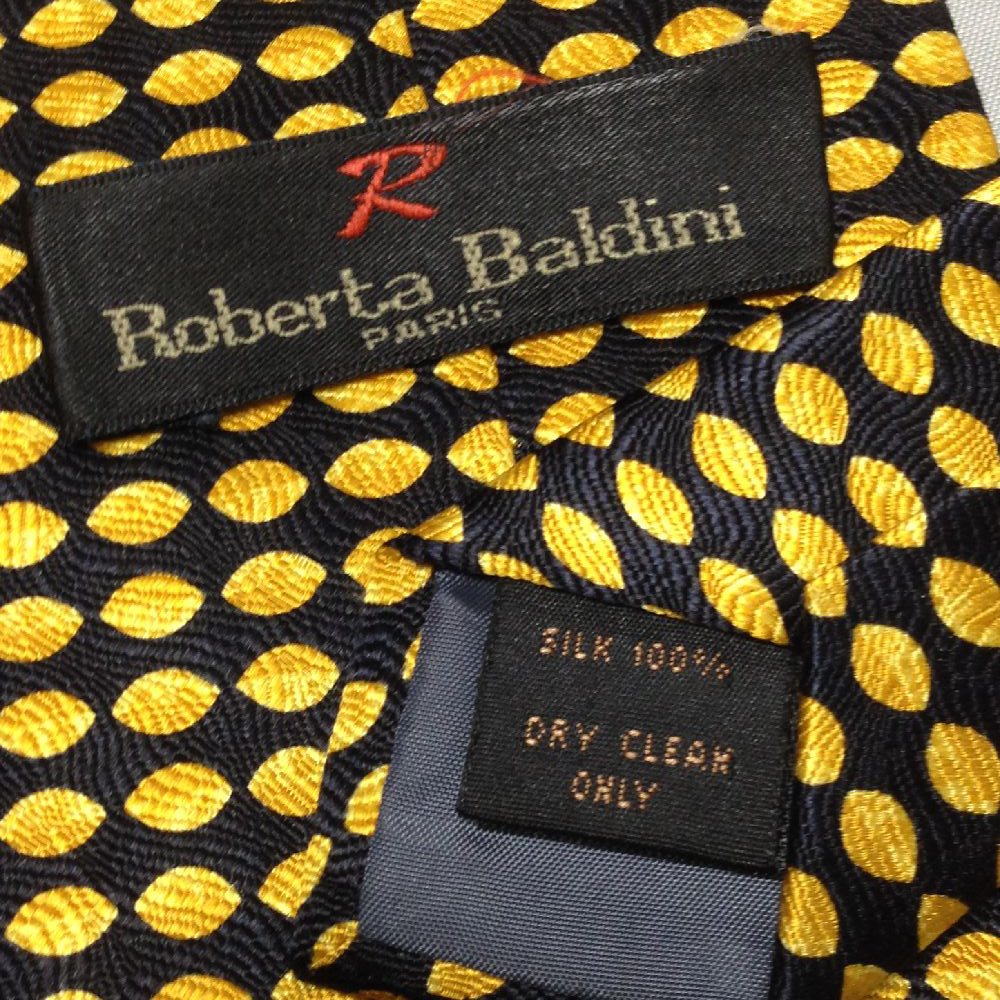 R
Roberta Baldini
PARIS
SILK 100%
DRY CLEAN
ONLY